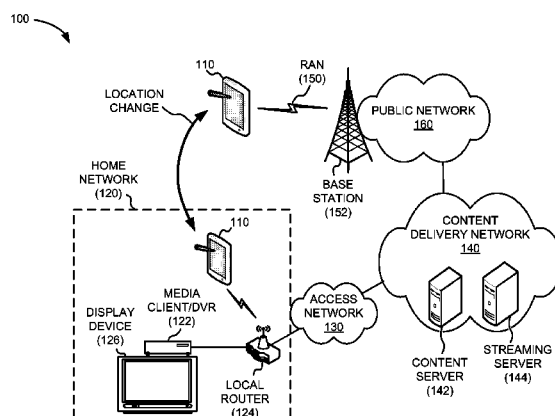 100
110
RAN
(150)
LOCATION
CHANGE
PUBLIC NETWORK
160
HOME
NETWORK
(120)
BASE
STATION
(152)
110
CONTENT
DELIVERY NETWORK
140
MEDIA
CLIENT/DVR
(122)
DISPLAY
DEVICE
(126)
ACCESS
NETWORK
130
LOCAL
ROUTER
(124)
CONTENT
SERVER
(142)
STREAMING
SERVER
(144)